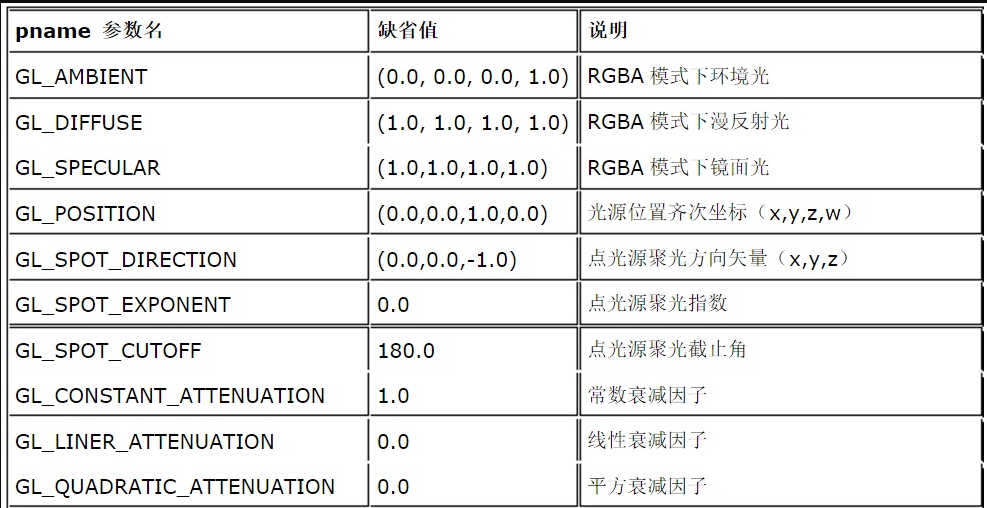 pname 参数名 缺省值 说明
GL_AMBIENT (0.0, 0.0, 0.0, 1.0) RGBA 模式下环境光
GL_DIFFUSE (1.0, 1.0, 1.0, 1.0) RGBA 模式下漫反射光
GL_SPECULAR (1.0,1.0,1.0,1.0) RGBA 模式下镜面光
GL_POSITION (0.0,0.0,1.0,0.0) 光源位置齐次坐标（x,y,z,w）
GL_SPOT_DIRECTION (0.0,0.0,-1.0) 点光源聚光方向矢量（x,y,z）
GL_SPOT_EXPONENT 0.0 点光源聚光指数
GL_SPOT_CUTOFF 180.0 点光源聚光截止角
GL_CONSTANT_ATTENUATION 1.0 常数衰减因子
GL_LINER_ATTENUATION 0.0 线性衰减因子
GL_QUADRATIC_ATTENUATION 0.0 平方衰减因子